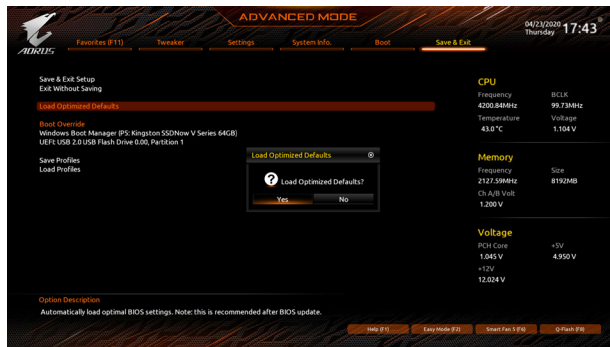 ADVANCED MODE
04/23/2020 Thursday 17:43
AORUS
Favorites (F11) Tweaker Settings System Info. Boot Save & Exit
Save & Exit Setup
Exit Without Saving
Load Optimized Defaults
Boot Override
Windows Boot Manager (P5: Kingston SSDNow V Series 64GB)
UEFI: USB 2.0 USB Flash Drive 0.00, Partition 1
Save Profiles
Load Profiles
Load Optimized Defaults
Load Optimized Defaults?
Yes No
CPU
Frequency BCLK
4200.84MHz 99.73MHz
Temperature Voltage
43.0 °C 1.104 V
Memory
Frequency Size
2127.59MHz 8192MB
Ch A/B Volt
1.200 V
Voltage
PCH Core +5V
1.045 V 4.950 V
+12V
12.024 V
Option Description
Automatically load optimal BIOS settings. Note: this is recommended after BIOS update.
Help (F1) Easy Mode (F2) Smart Fan 5 (F6) Q-Flash (F8)